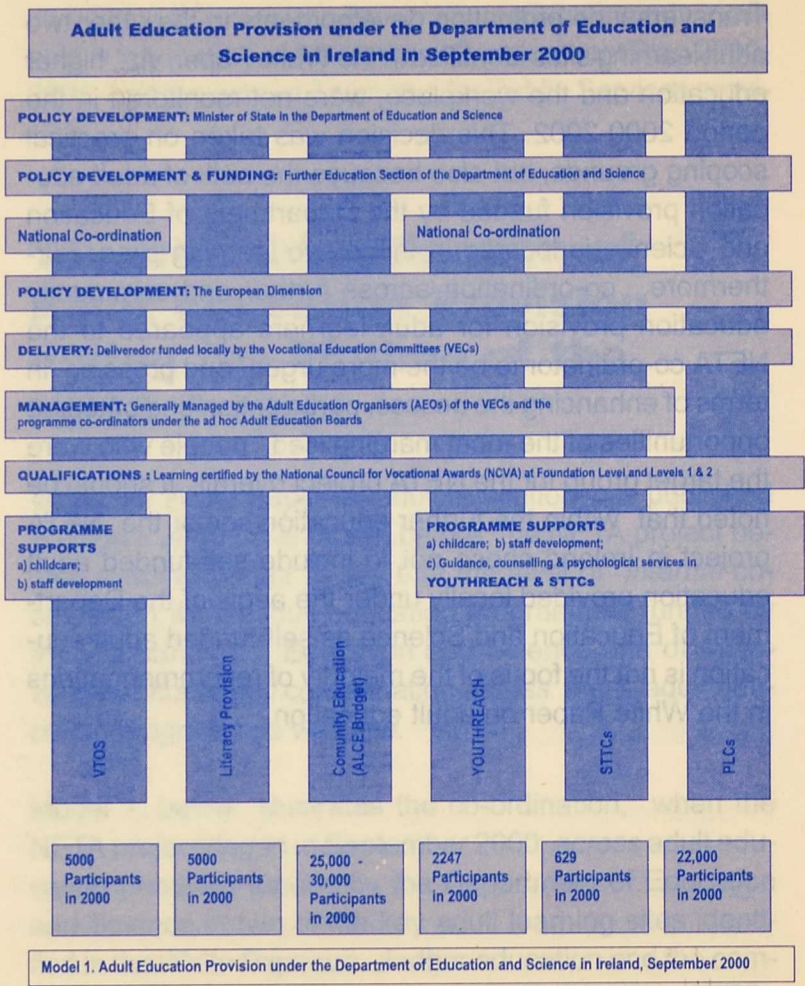 Adult Education Provision under the Department of Education and
Science in Ireland in September 2000
POLICY DEVELOPMENT: Minister of State in the Department of Education and Science
POLICY DEVELOPMENT & FUNDING: Further Education Section of the Department of Education and Science
National Co-ordination
National Co-ordination
POLICY DEVELOPMENT: The European Dimension
DELIVERY: Deliveredor funded locally by the Vocational Education Committees (VECs)
MANAGEMENT: Generally Managed by the Adult Education Organisers (AEOs) of the VECs and the
programme co-ordinators under the ad hoc Adult Education Boards
QUALIFICATIONS : Learning certified by the National Council for Vocational Awards (NCVA) at Foundation Level and Levels 1 & 2
PROGRAMME
SUPPORTS
a) childcare;
b) staff development
PROGRAMME SUPPORTS
a) childcare; b) staff development;
c) Guidance, counselling & psychological services in
YOUTHREACH & STTCs
VTOS
Literacy Provision
Comunity Education
(ALCE Budget)
YOUTHREACH
STTCs
PLCs
5000
Participants
in 2000
5000
Participants
in 2000
25,000 -
30,000
Participants
in 2000
2247
Participants
in 2000
629
Participants
in 2000
22,000
Participants
in 2000
Model 1. Adult Education Provision under the Department of Education and Science in Ireland, September 2000